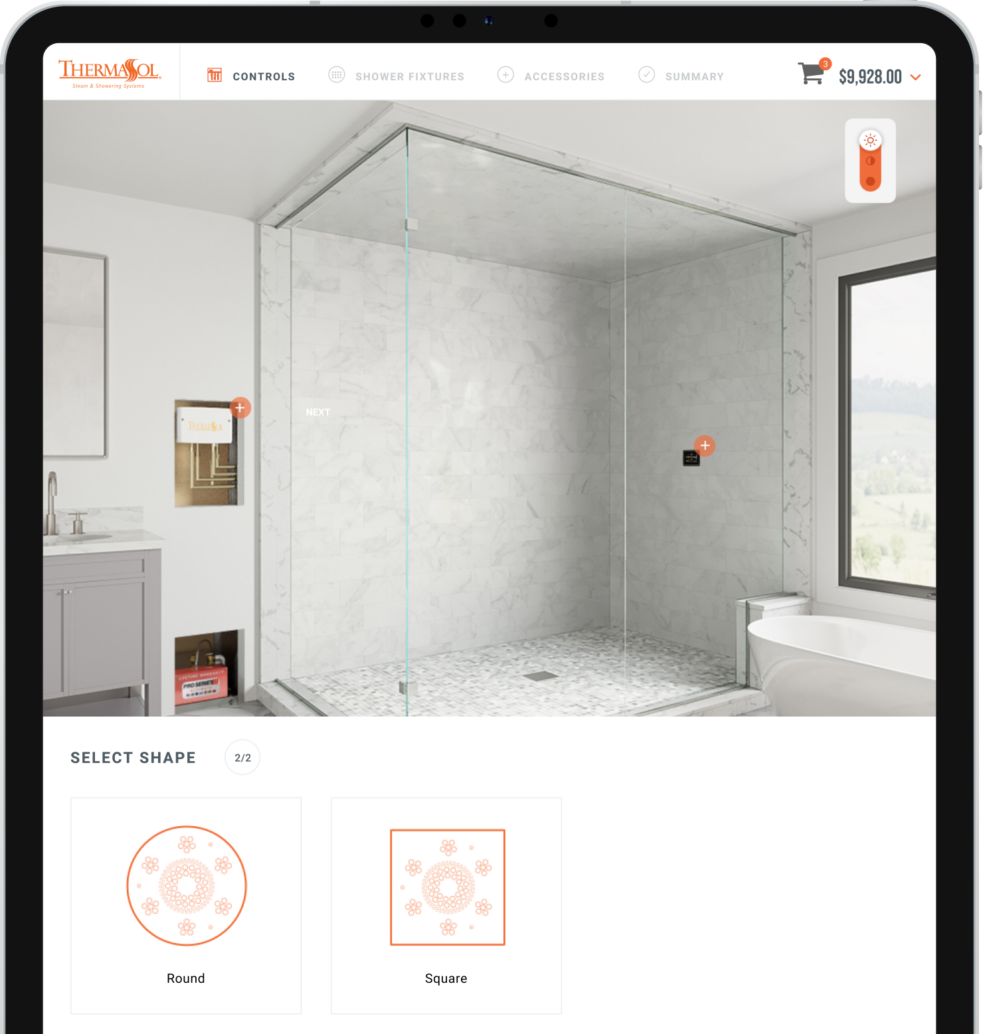 THERMASOL
Steam & Showering Systems
CONTROLS
SHOWER FIXTURES
ACCESSORIES
SUMMARY
3
$9,928.00
THERMASOL
NEXT
PRO SERIES
SELECT SHAPE
2/2
Round
Square